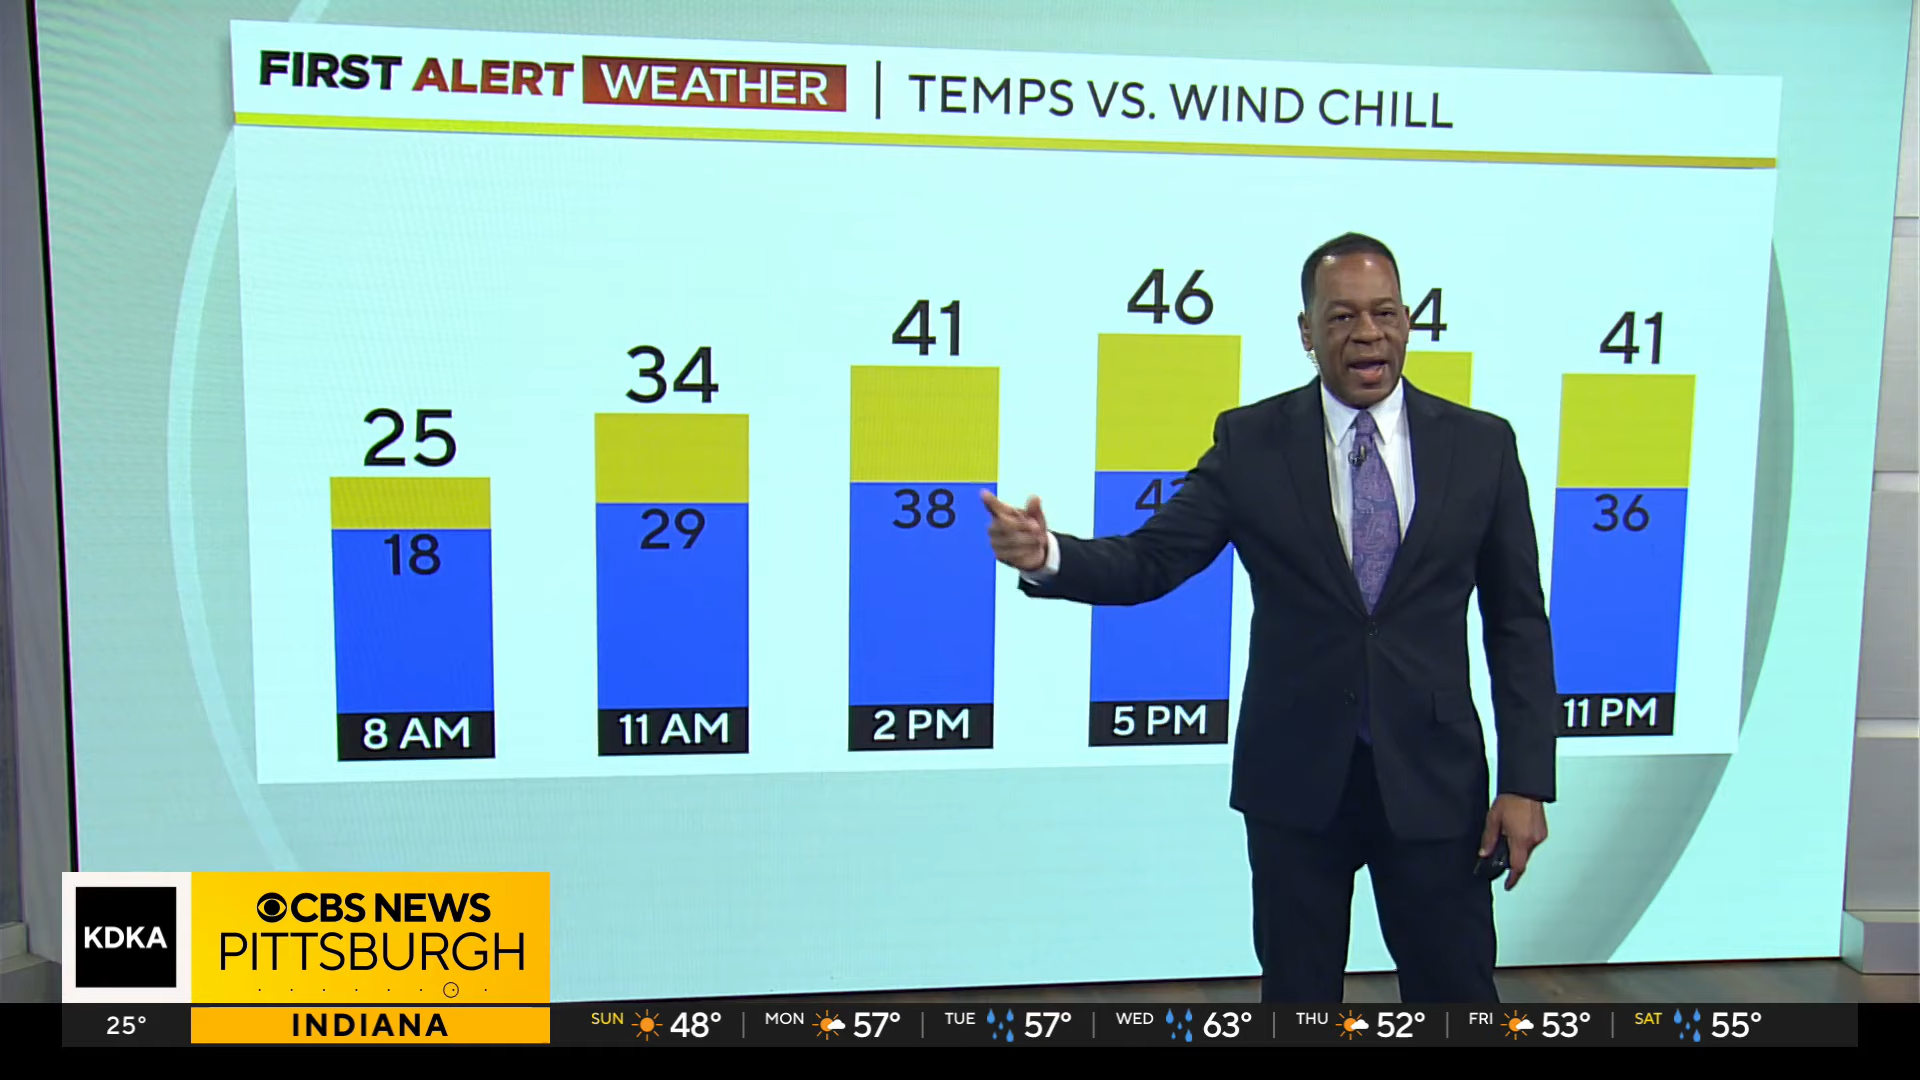 FIRST ALERT WEATHER | TEMPS VS. WIND CHILL
25
34
41
46
4
41
18
29
38
36
8 AM
11 AM
2 PM
5 PM
11 PM
KDKA
CBS NEWS
PITTSBURGH
25°
INDIANA
SUN 48° | MON 57° | TUE 57° | WED 63° | THU 52° | FRI 53° | SAT 55°